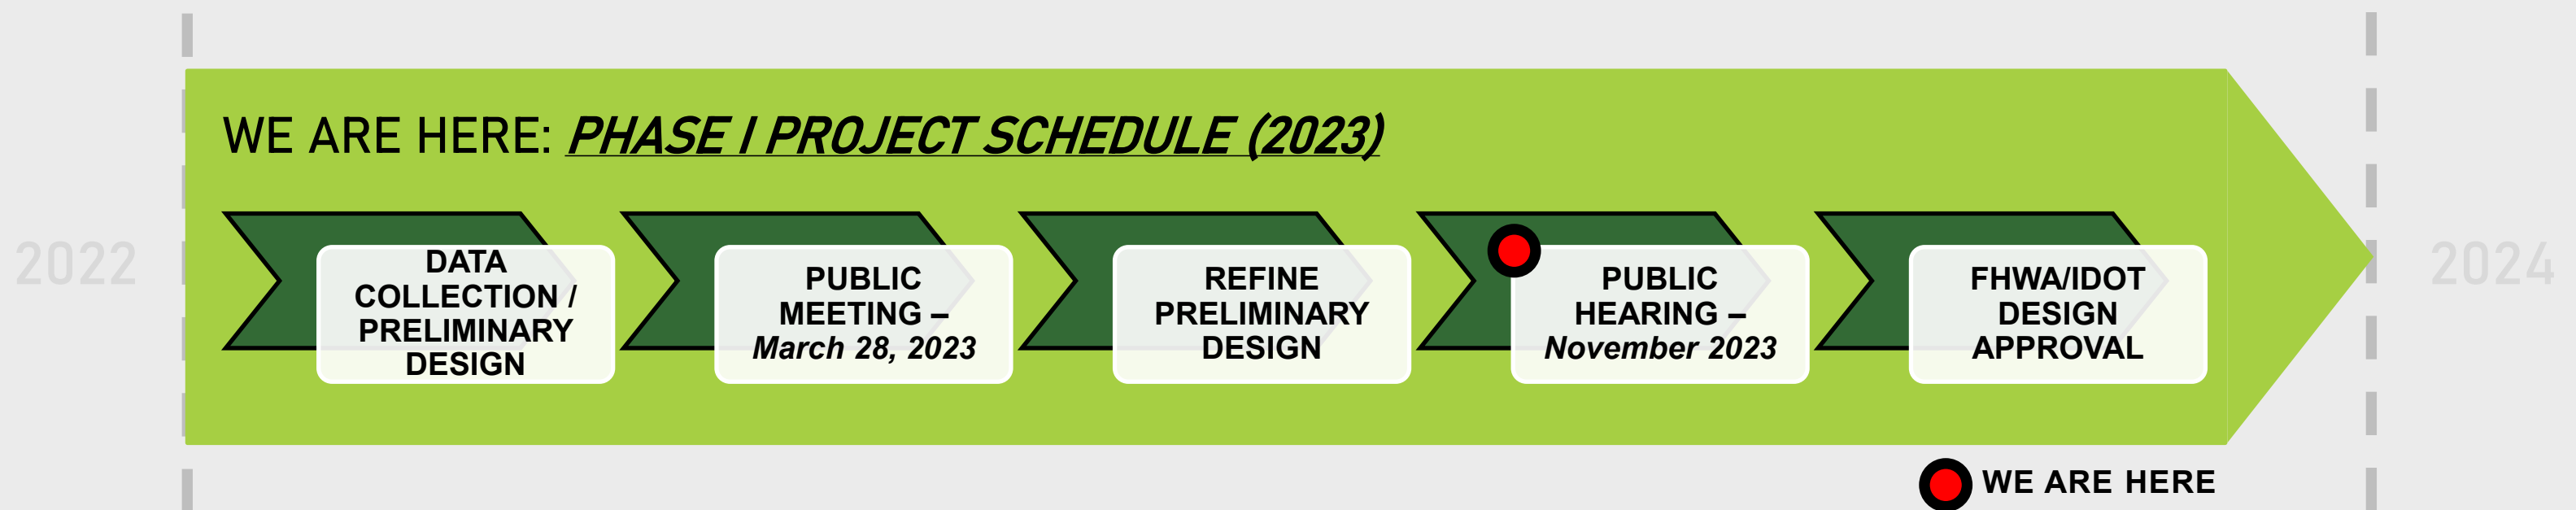 WE ARE HERE: PHASE I PROJECT SCHEDULE (2023)
2022
DATA
COLLECTION /
PRELIMINARY
DESIGN
PUBLIC
MEETING –
March 28, 2023
REFINE
PRELIMINARY
DESIGN
PUBLIC
HEARING –
November 2023
FHWA/IDOT
DESIGN
APPROVAL
2024
WE ARE HERE